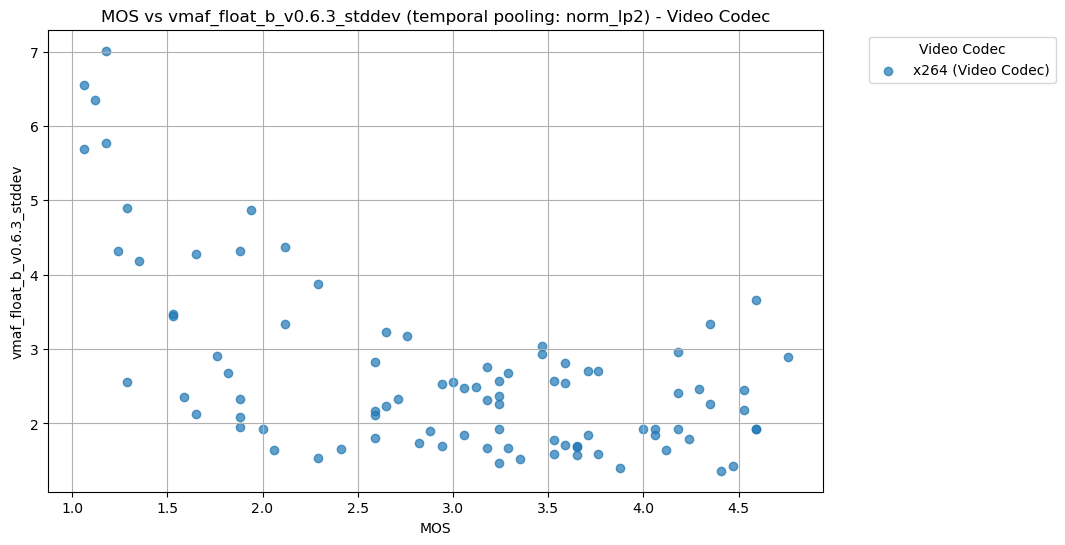 MOS vs vmaf_float_b_v0.6.3_stddev (temporal pooling: norm_lp2) - Video Codec
Video Codec
x264 (Video Codec)
vmaf_float_b_v0.6.3_stddev
7
6
5
4
3
2
1.0
1.5
2.0
2.5
3.0
3.5
4.0
4.5
MOS